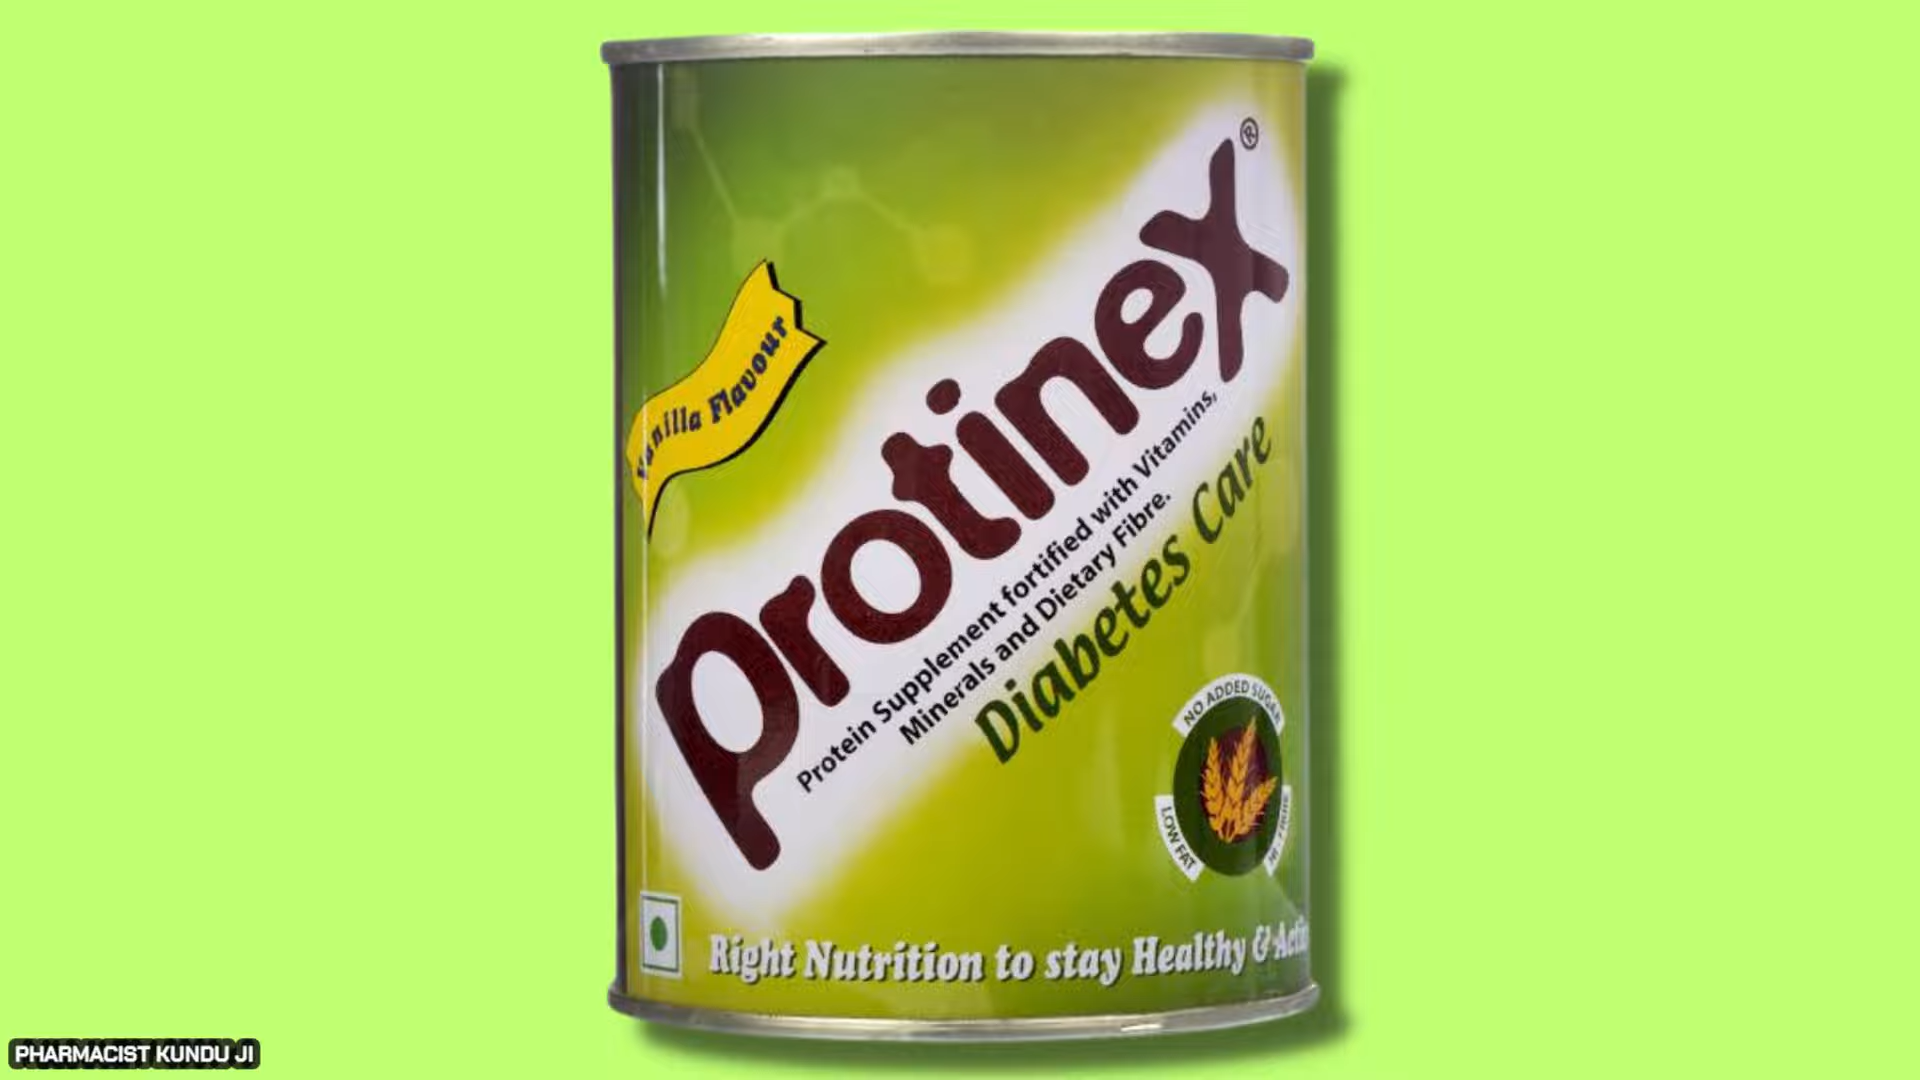 Vanilla Flavour
protinex®
Protein Supplement fortified with Vitamins,
Minerals and Dietary Fibre.
Diabetes Care
NO ADDED SUGAR
LOW FAT
Right Nutrition to stay Healthy &
PHARMACIST KUNDU JI